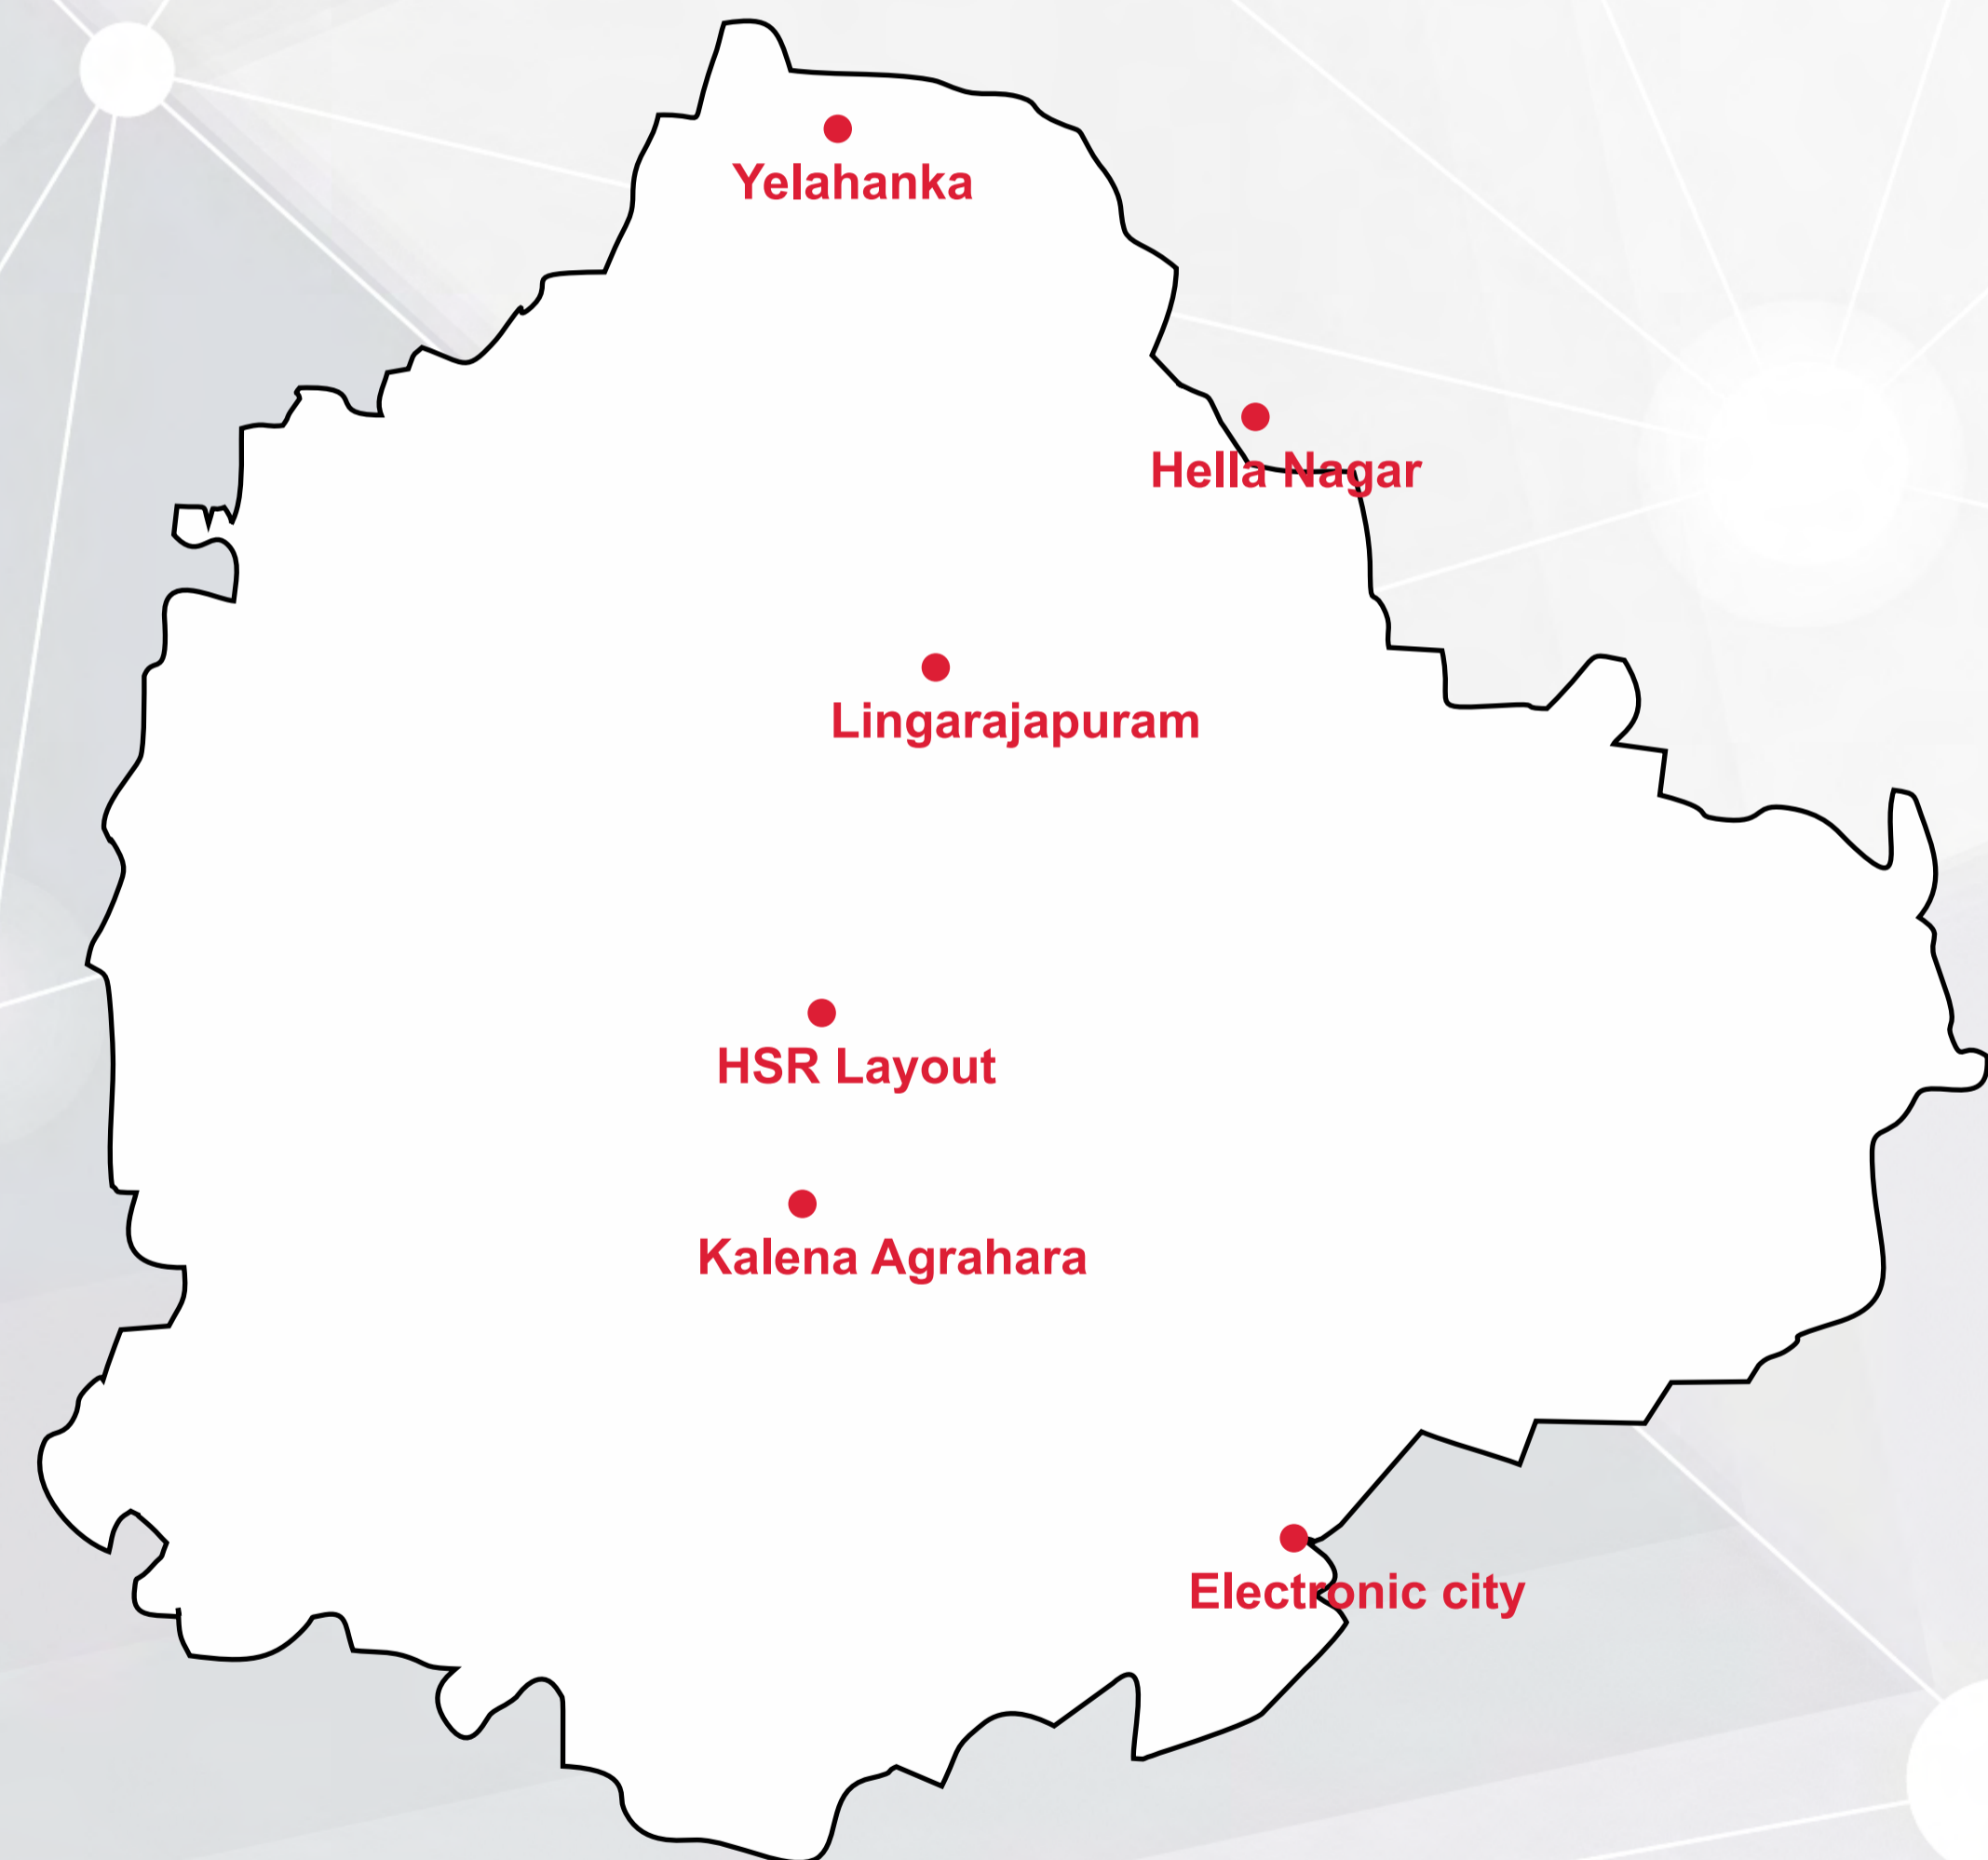 Yelahanka
Hella Nagar
Lingarajapuram
HSR Layout
Kalena Agrahara
Electronic city